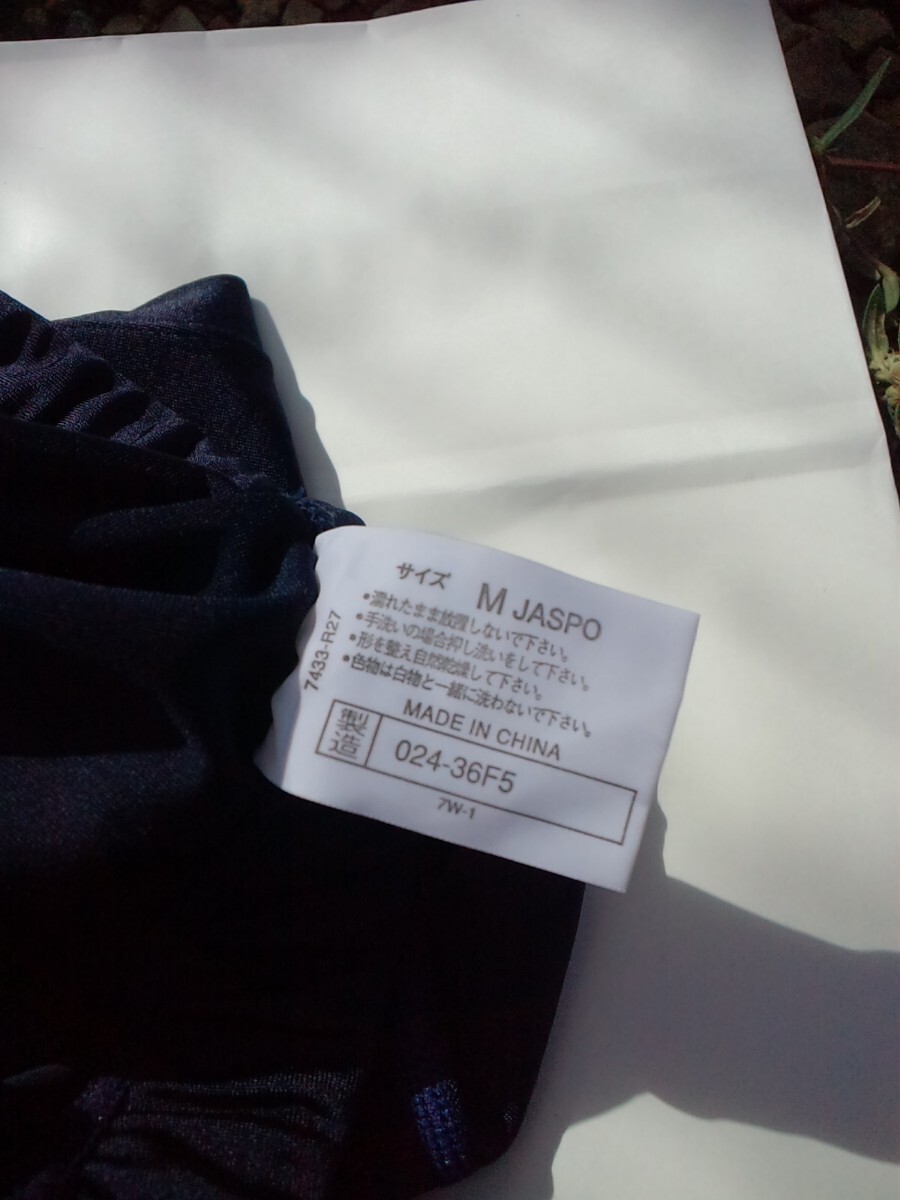 サイズ M JASPO
•濡れたまま放置しないで下さい。
•手洗いの場合押し洗いをして下さい。
•形を整え自然乾燥して下さい。
•色物は白物と一緒に洗わないで下さい。
MADE IN CHINA
製造 024-36F5
7W-1
7433-R27